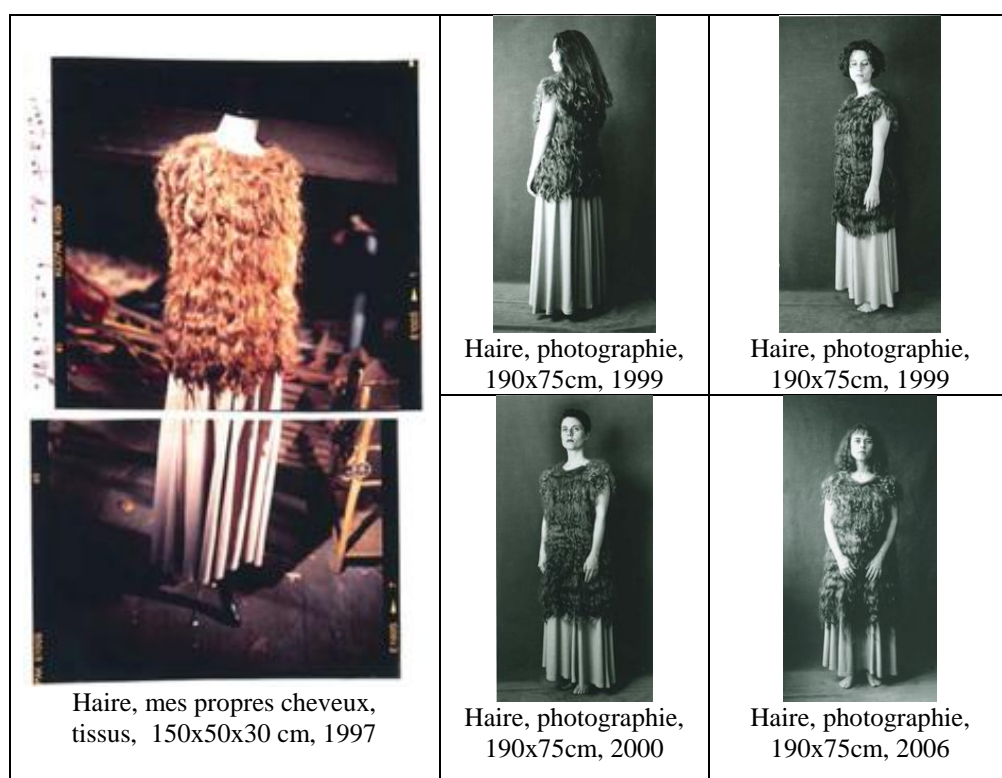 Haire, mes propres cheveux,
tissus, 150x50x30 cm, 1997
Haire, photographie,
190x75cm, 1999
Haire, photographie,
190x75cm, 1999
Haire, photographie,
190x75cm, 2000
Haire, photographie,
190x75cm, 2006